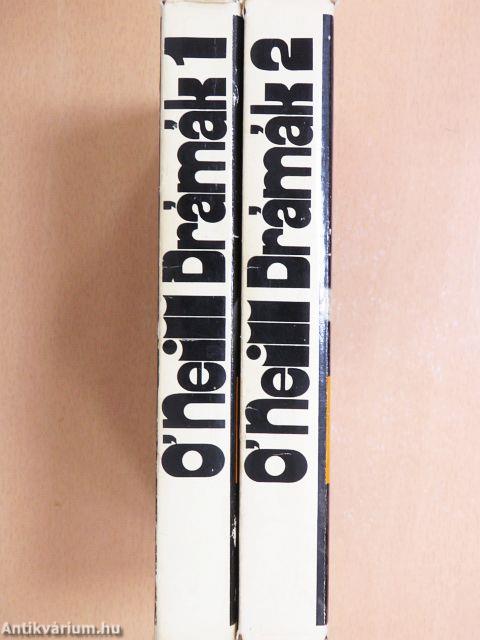 O'Neill Drámák 1
O'Neill Drámák 2
Antikvárium.hu